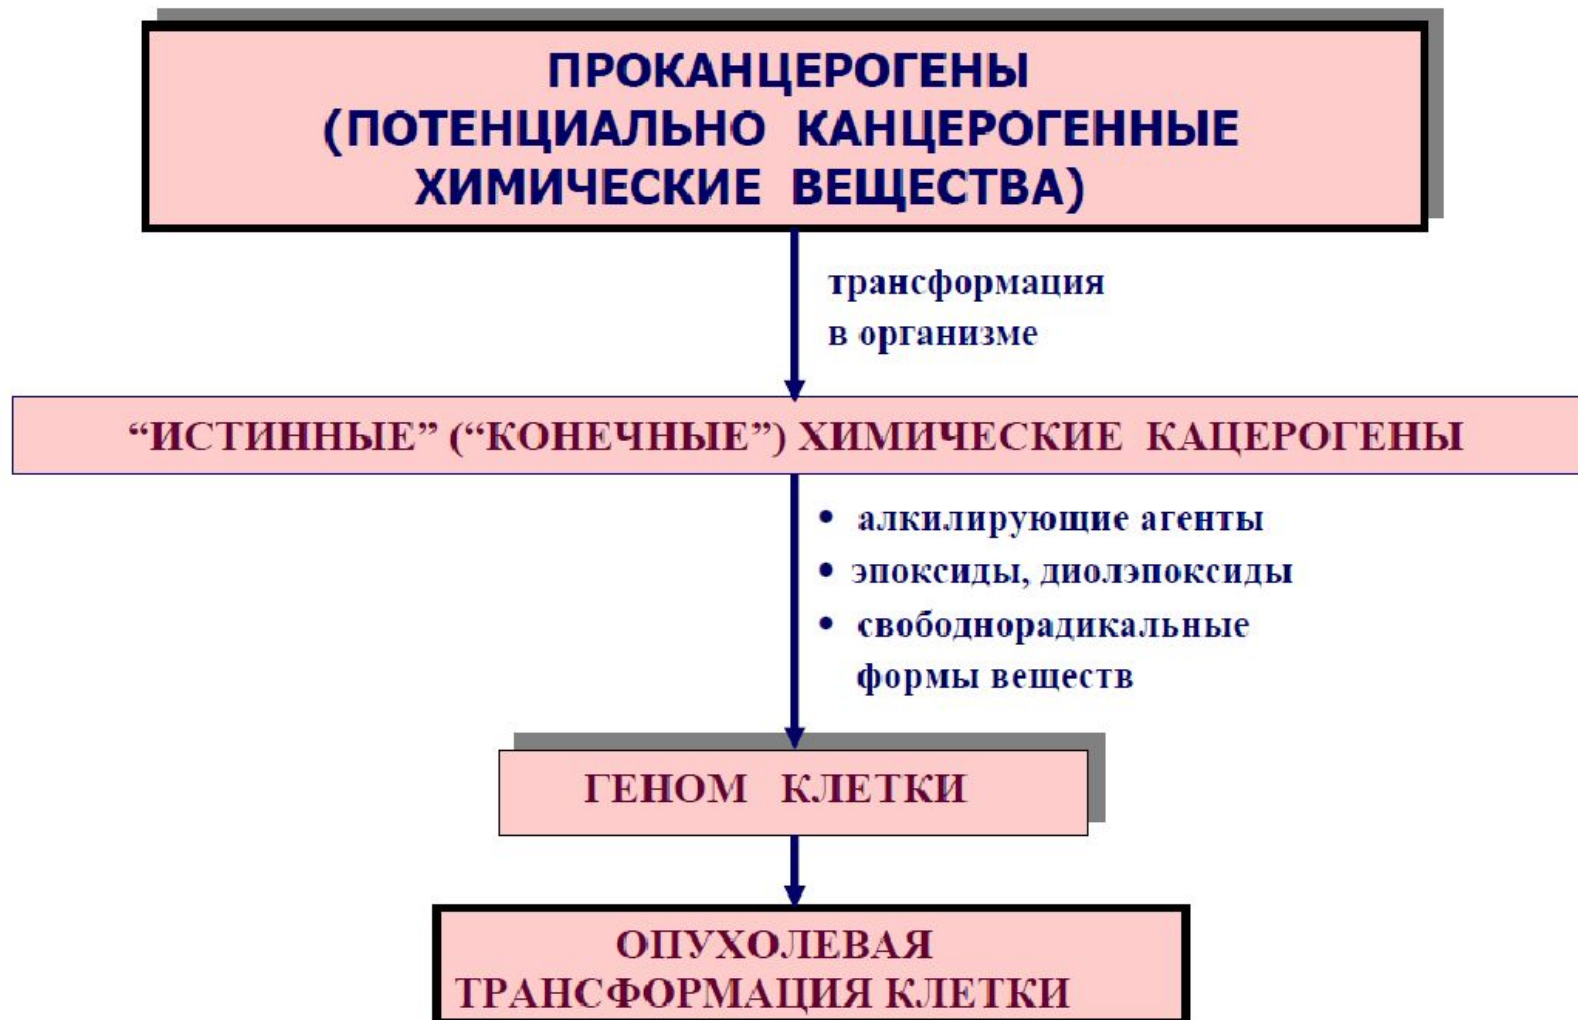 ПРОКАНЦЕРОГЕНЫ
(ПОТЕНЦИАЛЬНО КАНЦЕРОГЕННЫЕ
ХИМИЧЕСКИЕ ВЕЩЕСТВА)
трансформация
в организме
“ИСТИННЫЕ” (“КОНЕЧНЫЕ”) ХИМИЧЕСКИЕ КАЦЕРОГЕНЫ
• алкилирующие агенты
• эпоксиды, диолэпоксиды
• свободнорадикальные
формы веществ
ГЕНОМ КЛЕТКИ
ОПУХОЛЕВАЯ
ТРАНСФОРМАЦИЯ КЛЕТКИ